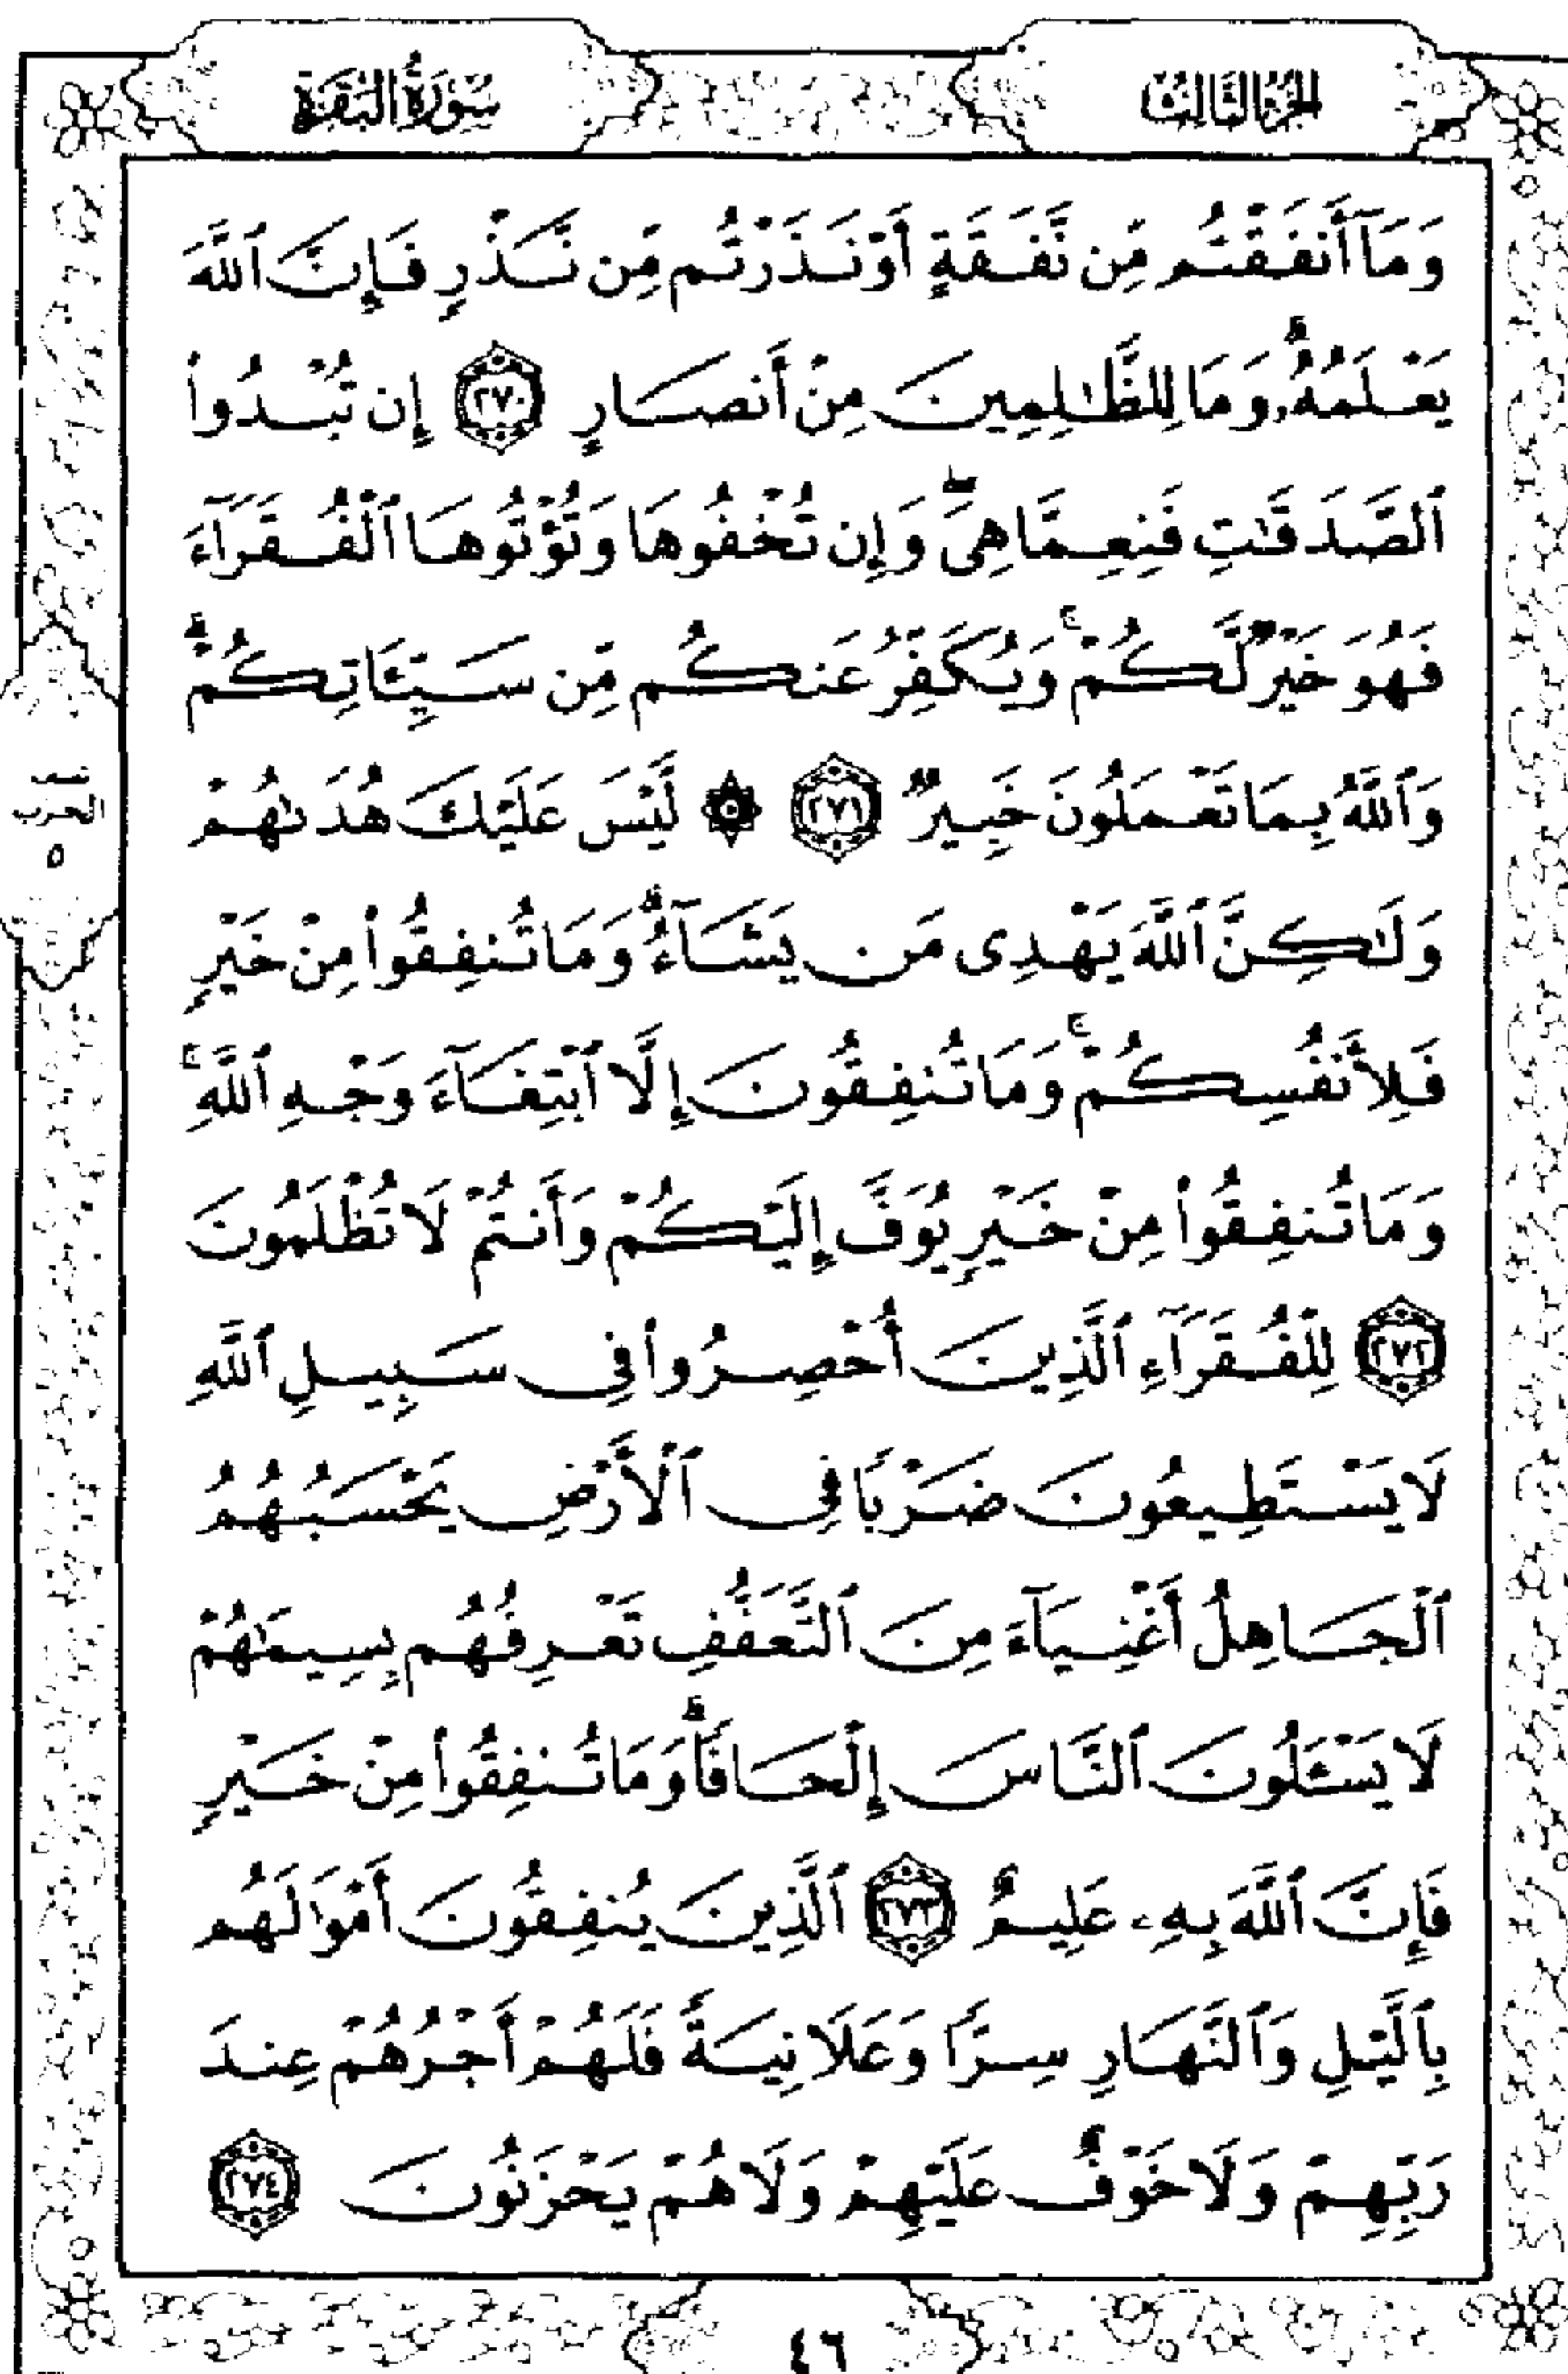 الجزء الثالث
سورة البقرة
وَمَآ أَنفَقْتُم مِّن نَّفَقَةٍ أَوْ نَذَرْتُم مِّن نَّذْرٍ فَإِنَّ ٱللَّهَ
يَعْلَمُهُۥۗ وَمَا لِلظَّٰلِمِينَ مِنْ أَنصَارٍ ٢٧٠ إِن تُبْدُوا۟
ٱلصَّدَقَٰتِ فَنِعِمَّا هِىَۖ وَإِن تُخْفُوهَا وَتُؤْتُوهَا ٱلْفُقَرَآءَ
فَهُوَ خَيْرٌ لَّكُمْۚ وَيُكَفِّرُ عَنكُم مِّن سَيِّـَٔاتِكُمْۗ
وَٱللَّهُ بِمَا تَعْمَلُونَ خَبِيرٌ ٢٧١ ۞ لَّيْسَ عَلَيْكَ هُدَىٰهُمْ
وَلَٰكِنَّ ٱللَّهَ يَهْدِى مَن يَشَآءُۗ وَمَا تُنفِقُوا۟ مِنْ خَيْرٍ
فَلِأَنفُسِكُمْۚ وَمَا تُنفِقُونَ إِلَّا ٱبْتِغَآءَ وَجْهِ ٱللَّهِۚ
وَمَا تُنفِقُوا۟ مِنْ خَيْرٍ يُوَفَّ إِلَيْكُمْ وَأَنتُمْ لَا تُظْلَمُونَ
٢٧٢ لِلْفُقَرَآءِ ٱلَّذِينَ أُحْصِرُوا۟ فِى سَبِيلِ ٱللَّهِ
لَا يَسْتَطِيعُونَ ضَرْبًا فِى ٱلْأَرْضِ يَحْسَبُهُمُ
ٱلْجَاهِلُ أَغْنِيَآءَ مِنَ ٱلتَّعَفُّفِ تَعْرِفُهُم بِسِيمَٰهُمْ
لَا يَسْـَٔلُونَ ٱلنَّاسَ إِلْحَافًاۗ وَمَا تُنفِقُوا۟ مِنْ خَيْرٍ
فَإِنَّ ٱللَّهَ بِهِۦ عَلِيمٌ ٢٧٣ ٱلَّذِينَ يُنفِقُونَ أَمْوَٰلَهُم
بِٱلَّيْلِ وَٱلنَّهَارِ سِرًّا وَعَلَانِيَةً فَلَهُمْ أَجْرُهُمْ عِندَ
رَبِّهِمْ وَلَا خَوْفٌ عَلَيْهِمْ وَلَا هُمْ يَحْزَنُونَ ٢٧٤
نصف
الحزب
٥
٤٦